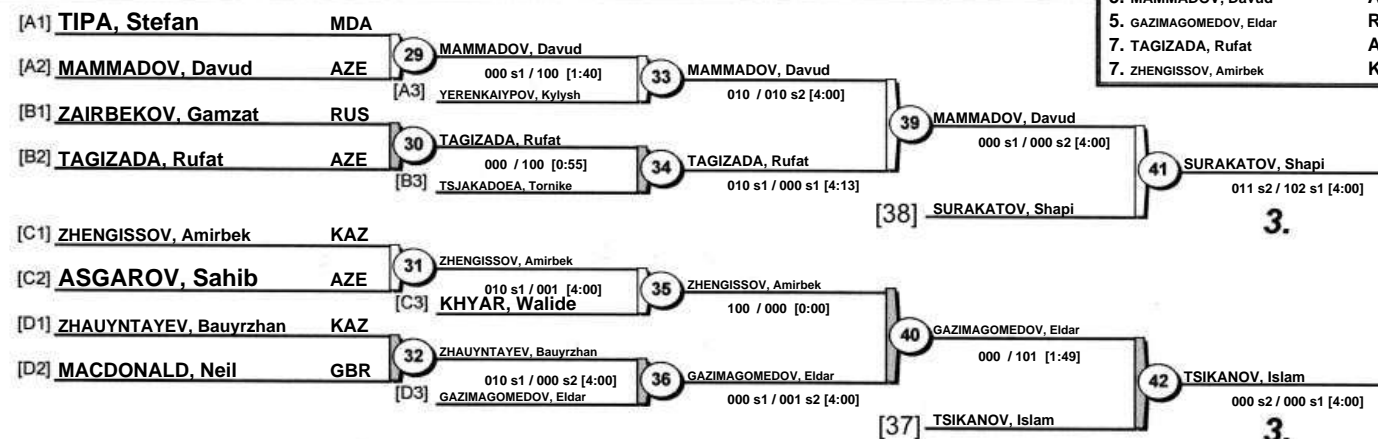 5. GAZIMAGOMEDOV, Eldar R
7. TAGIZADA, Rufat A
7. ZHENGISSOV, Amirbek K
[A1] TIPA, Stefan MDA
29
MAMMADOV, Davud
[A2] MAMMADOV, Davud AZE
000 s1 / 100 [1:40]
33
MAMMADOV, Davud
[A3] YERENKAIYPOV, Kylysh
010 / 010 s2 [4:00]
[B1] ZAIRBEKOV, Gamzat RUS
39
MAMMADOV, Davud
30
TAGIZADA, Rufat
000 s1 / 000 s2 [4:00]
[B2] TAGIZADA, Rufat AZE
000 / 100 [0:55]
34
TAGIZADA, Rufat
41
SURAKATOV, Shapi
[B3] TSJAKADOEA, Tornike
010 s1 / 000 s1 [4:13]
011 s2 / 102 s1 [4:00]
[38] SURAKATOV, Shapi
3.
[C1] ZHENGISSOV, Amirbek KAZ
31
ZHENGISSOV, Amirbek
[C2] ASGAROV, Sahib AZE
010 s1 / 001 [4:00]
35
ZHENGISSOV, Amirbek
[C3] KHYAR, Walide
100 / 000 [0:00]
[D1] ZHAUYNTAYEV, Bauyrzhan KAZ
40
GAZIMAGOMEDOV, Eldar
32
ZHAUYNTAYEV, Bauyrzhan
000 / 101 [1:49]
[D2] MACDONALD, Neil GBR
010 s1 / 000 s2 [4:00]
36
GAZIMAGOMEDOV, Eldar
42
TSIKANOV, Islam
[D3] GAZIMAGOMEDOV, Eldar
000 s1 / 001 s2 [4:00]
000 s2 / 000 s1 [4:00]
[37] TSIKANOV, Islam
3.